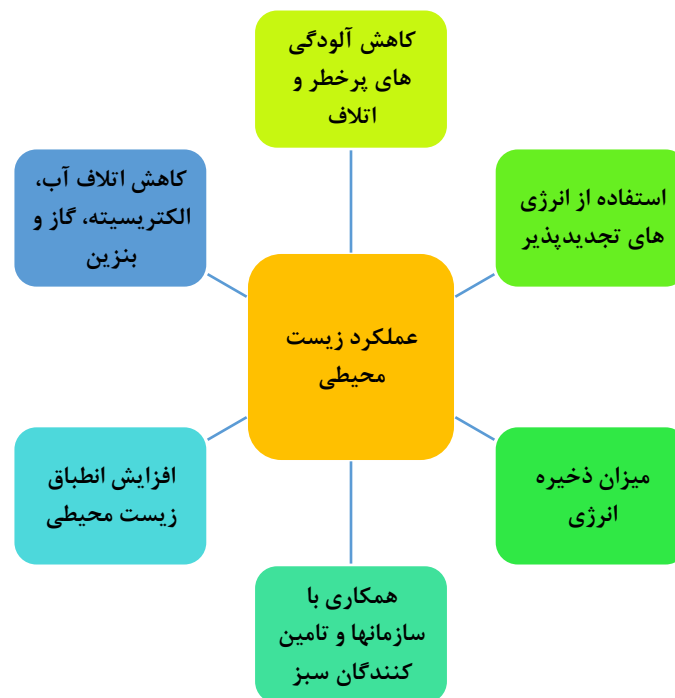 کاهش آلودگی
های پرخطر و
اتلاف
استفاده از انرژی
های تجدیدپذیر
میزان ذخیره
انرژی
همکاری با
سازمانها و تامین
کنندگان سبز
افزایش انطباق
زیست محیطی
کاهش اتلاف آب،
الکتریسیته، گاز و
بنزین
عملکرد زیست
محیطی